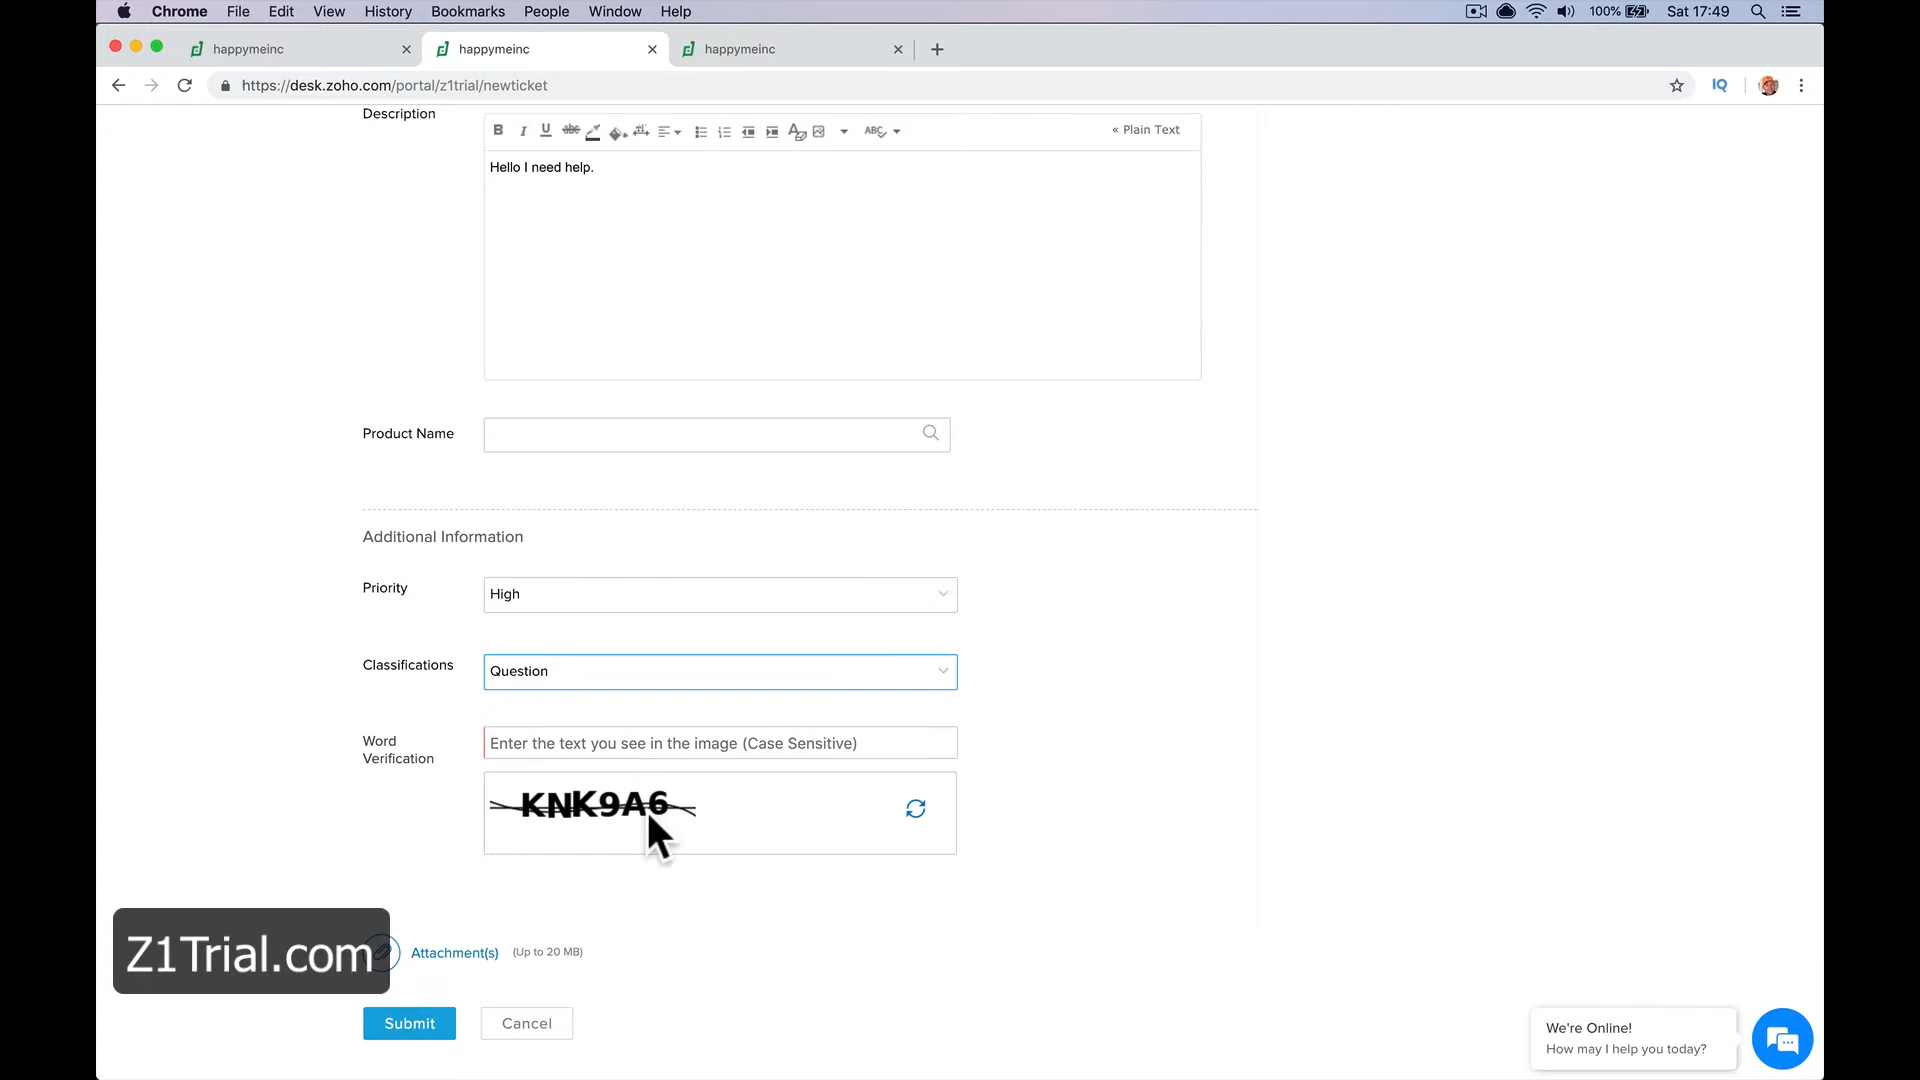 Chrome File Edit View History Bookmarks People Window Help 100% Sat 17:49
happymeinc happymeinc happymeinc
https://desk.zoho.com/portal/z1trial/newticket IQ
Description
B I U abc ABC « Plain Text
Hello I need help.
Product Name
Additional Information
Priority High
Classifications Question
Word
Verification
Enter the text you see in the image (Case Sensitive)
KNK9A6
Z1Trial.com
Attachment(s) (Up to 20 MB)
Submit Cancel
We're Online!
How may I help you today?